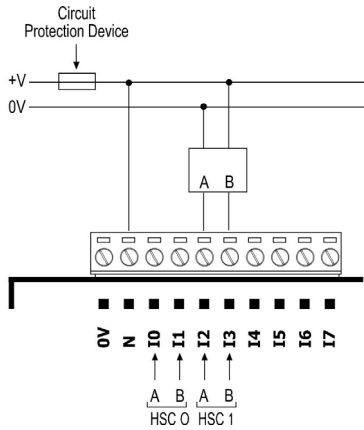 Circuit
Protection Device
+V
0V
A B
0V N I0 I1 I2 I3 I4 I5 I6 I7
A B A B
HSC 0 HSC 1